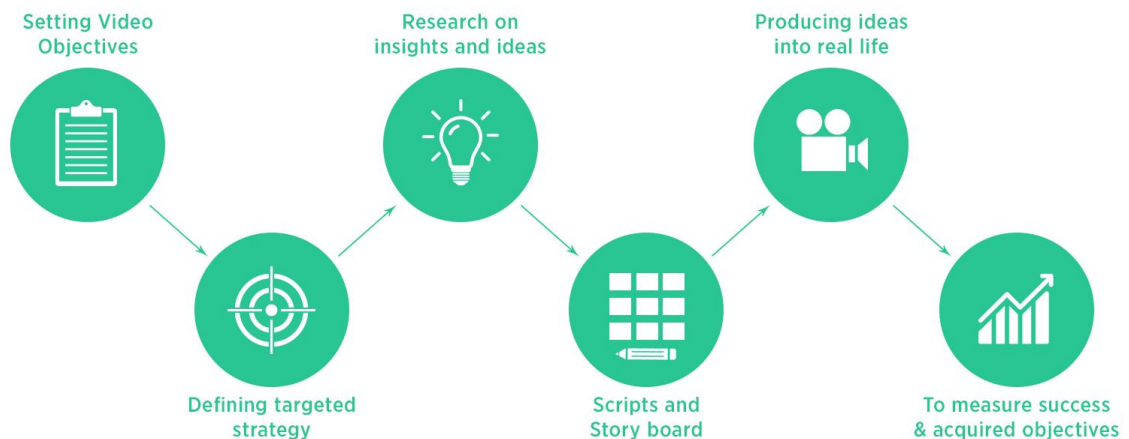 Setting Video
Objectives
Research on
insights and ideas
Producing ideas
into real life
Defining targeted
strategy
Scripts and
Story board
To measure success
& acquired objectives